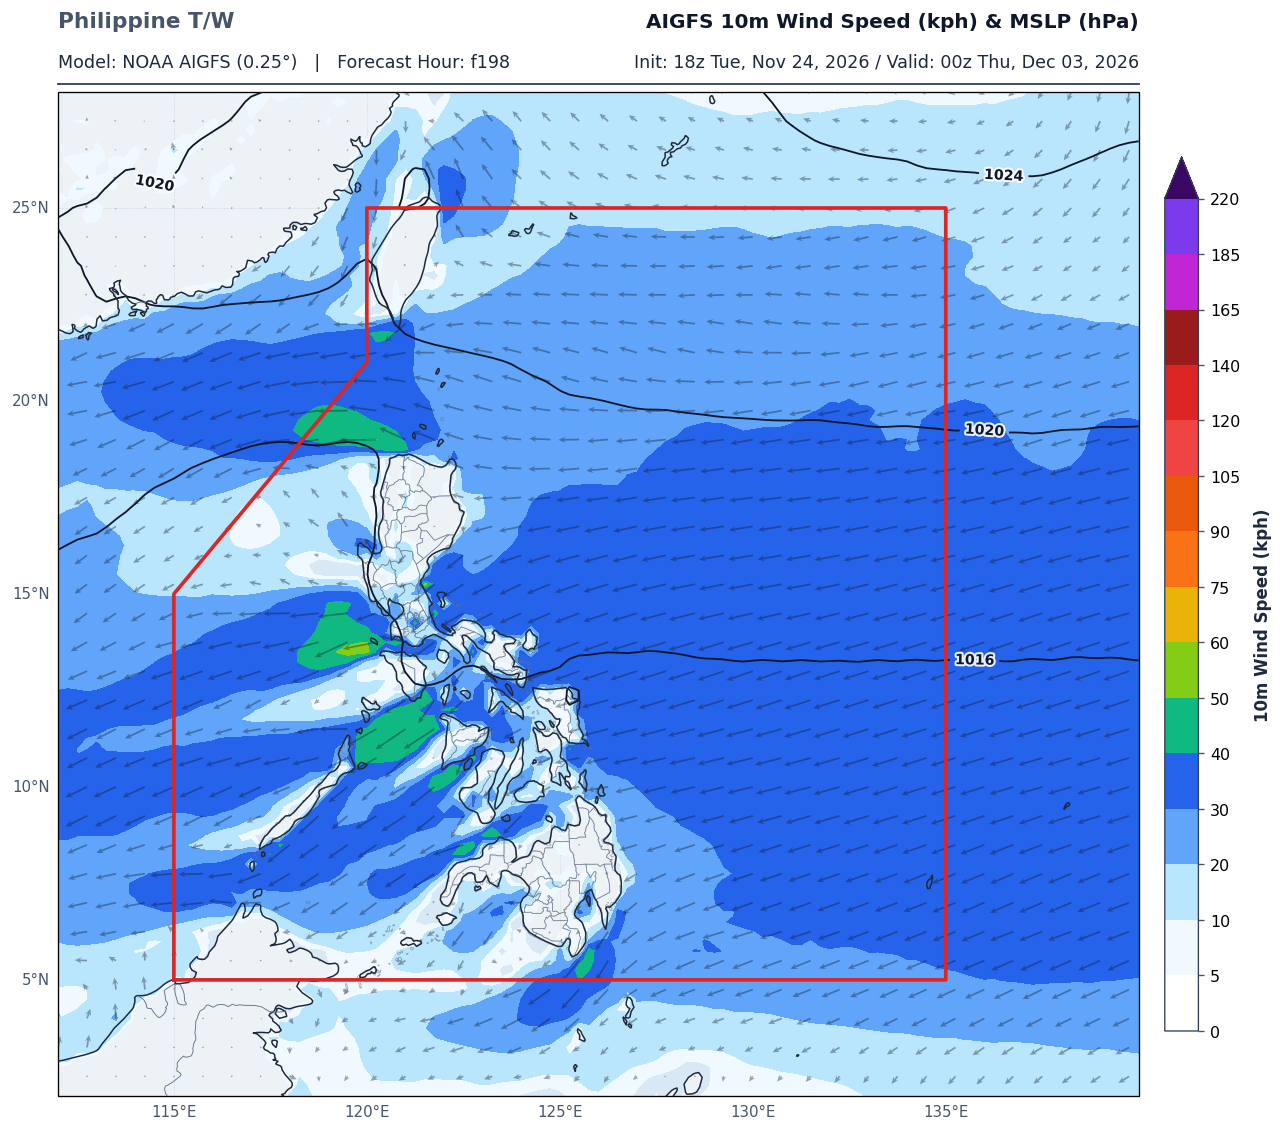 Philippine T/W
AIGFS 10m Wind Speed (kph) & MSLP (hPa)
Model: NOAA AIGFS (0.25°) | Forecast Hour: f198
Init: 18z Tue, Nov 24, 2026 / Valid: 00z Thu, Dec 03, 2026
1020
1024
1020
1016
25°N
20°N
15°N
10°N
5°N
115°E
120°E
125°E
130°E
135°E
220
185
165
140
120
105
90
75
60
50
40
30
20
10
5
0
10m Wind Speed (kph)